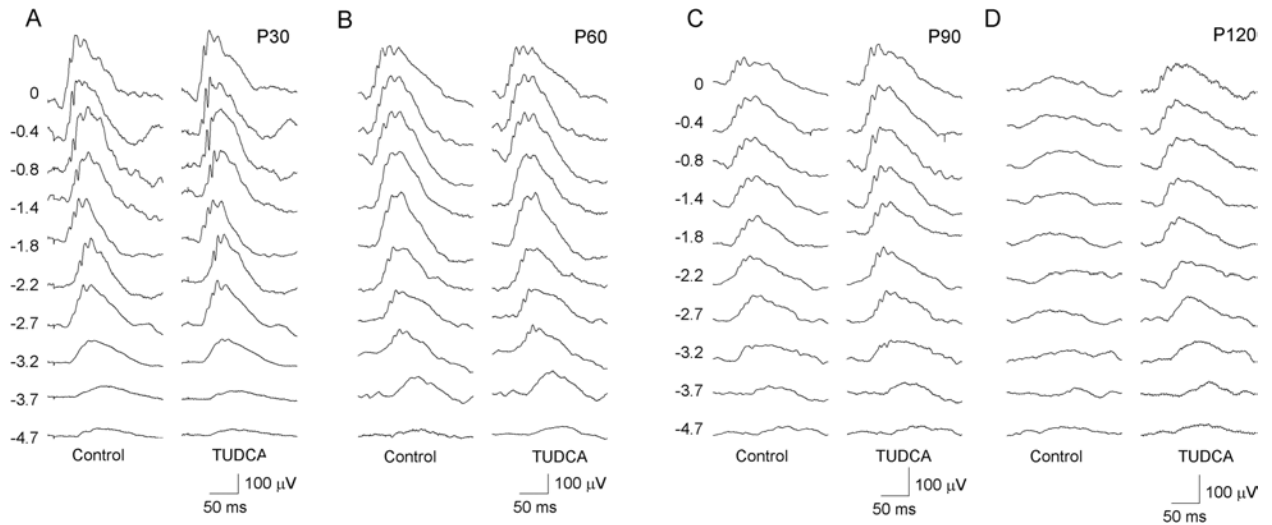 A
P30
0
-0.4
-0.8
-1.4
-1.8
-2.2
-2.7
-3.2
-3.7
-4.7
Control
TUDCA
100 μV
50 ms
B
P60
Control
TUDCA
100 μV
50 ms
C
P90
0
-0.4
-0.8
-1.4
-1.8
-2.2
-2.7
-3.2
-3.7
-4.7
Control
TUDCA
100 μV
50 ms
D
P120
Control
TUDCA
100 μV
50 ms